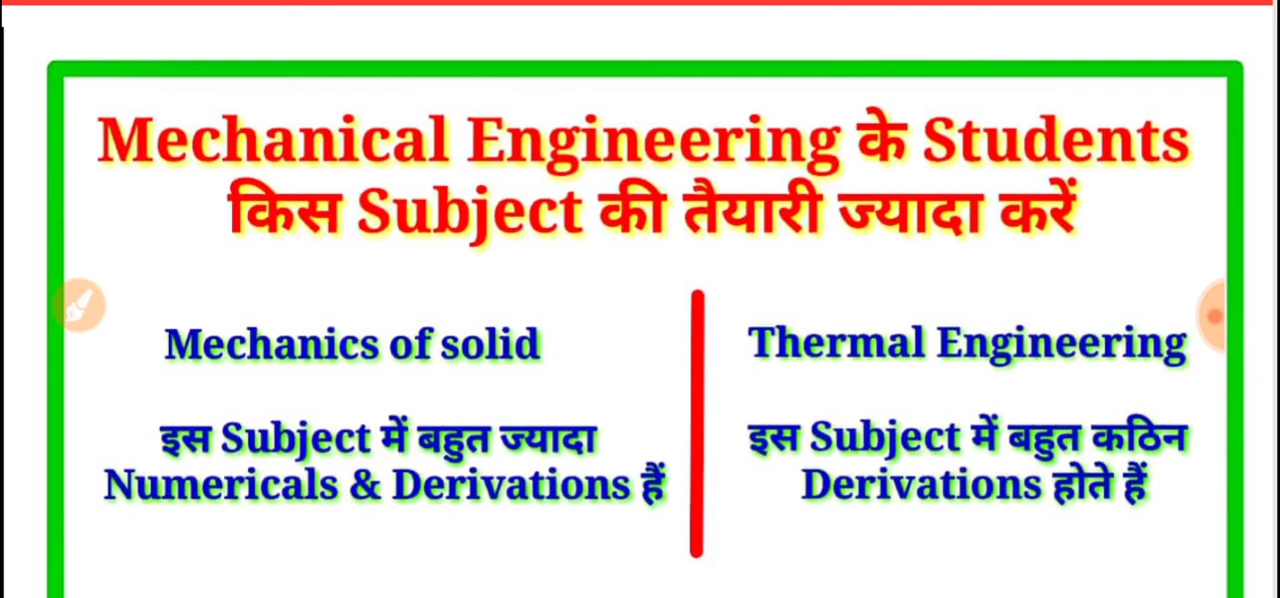 Mechanical Engineering के Students
किस Subject की तैयारी ज्यादा करें
Mechanics of solid
इस Subject में बहुत ज्यादा
Numericals & Derivations हैं
Thermal Engineering
इस Subject में बहुत कठिन
Derivations होते हैं